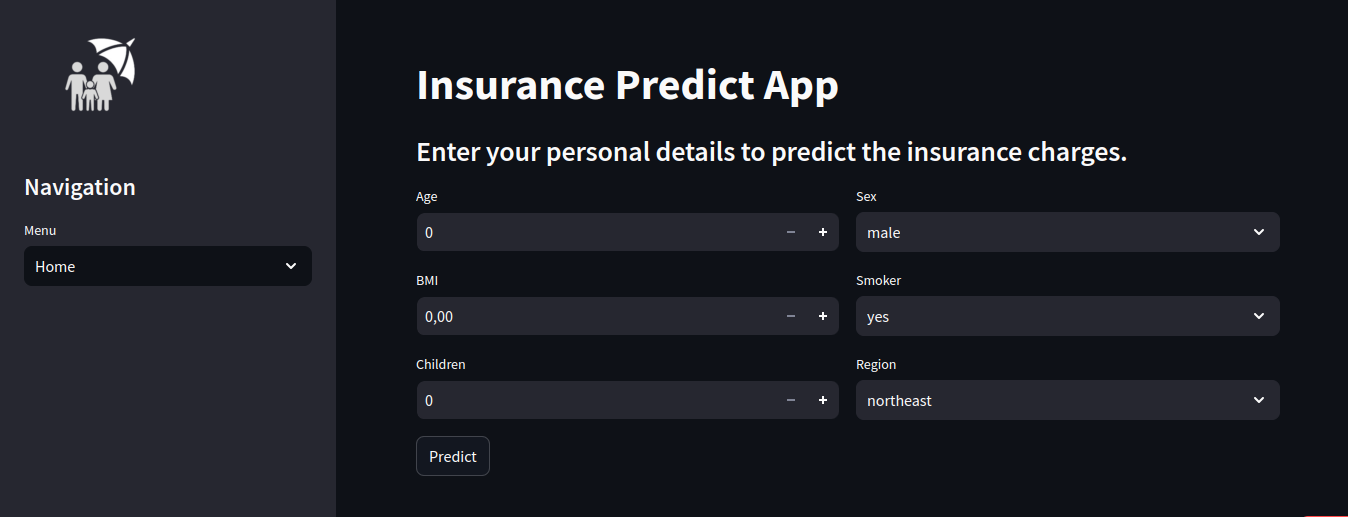 Navigation
Menu
Home
Insurance Predict App
Enter your personal details to predict the insurance charges.
Age
0
Sex
male
BMI
0,00
Smoker
yes
Children
0
Region
northeast
Predict